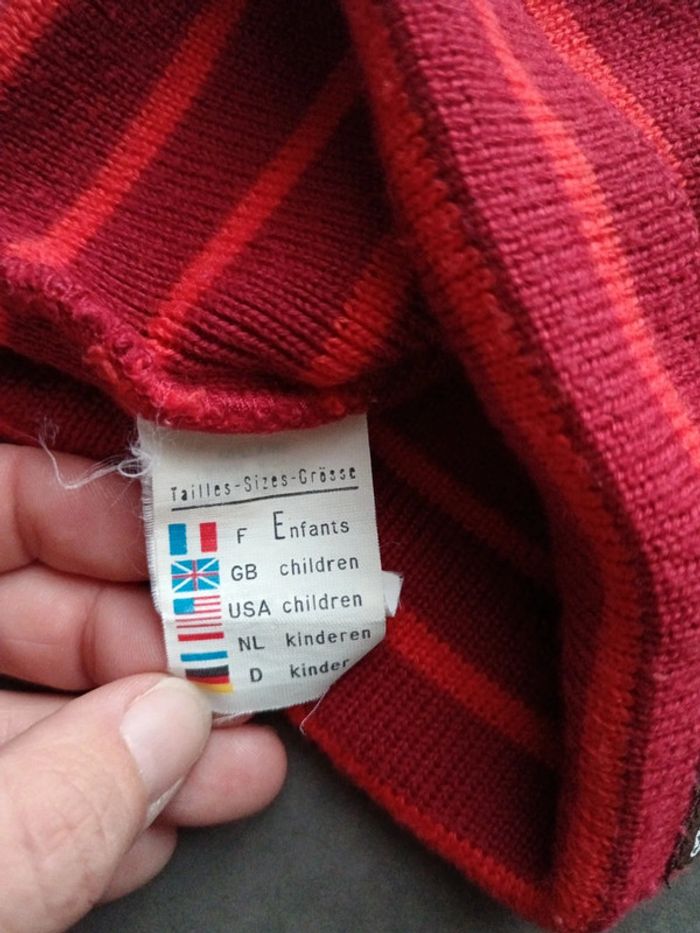 Tailles-Sizes-Grösse
F Enfants
GB children
USA children
NL kinderen
D kinder